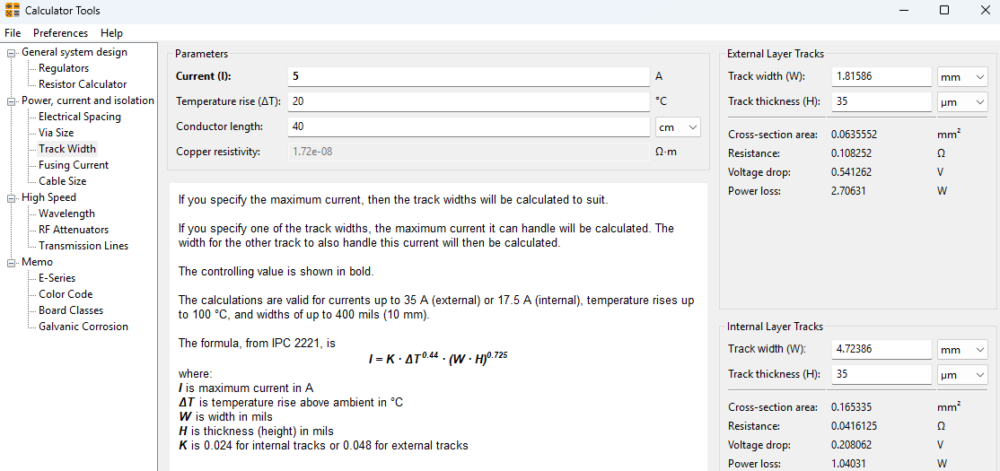 Calculator Tools
File Preferences Help
General system design
Regulators
Resistor Calculator
Power, current and isolation
Electrical Spacing
Via Size
Track Width
Fusing Current
Cable Size
High Speed
Wavelength
RF Attenuators
Transmission Lines
Memo
E-Series
Color Code
Board Classes
Galvanic Corrosion
Parameters
Current (I): 5 A
Temperature rise (ΔT): 20 °C
Conductor length: 40 cm
Copper resistivity: 1.72e-08 Ω·m
If you specify the maximum current, then the track widths will be calculated to suit.
If you specify one of the track widths, the maximum current it can handle will be calculated. The
width for the other track to also handle this current will then be calculated.
The controlling value is shown in bold.
The calculations are valid for currents up to 35 A (external) or 17.5 A (internal), temperature rises up
to 100 °C, and widths of up to 400 mils (10 mm).
The formula, from IPC 2221, is
I = K · ΔT^0.44 · (W · H)^0.725
where:
I is maximum current in A
ΔT is temperature rise above ambient in °C
W is width in mils
H is thickness (height) in mils
K is 0.024 for internal tracks or 0.048 for external tracks
External Layer Tracks
Track width (W): 1.81586 mm
Track thickness (H): 35 µm
Cross-section area: 0.0635552 mm²
Resistance: 0.108252 Ω
Voltage drop: 0.541262 V
Power loss: 2.70631 W
Internal Layer Tracks
Track width (W): 4.72386 mm
Track thickness (H): 35 µm
Cross-section area: 0.165335 mm²
Resistance: 0.0416125 Ω
Voltage drop: 0.208062 V
Power loss: 1.04031 W